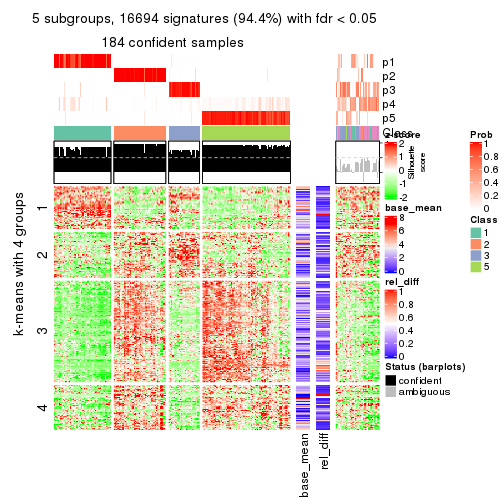 5 subgroups, 16694 signatures (94.4%) with fdr < 0.05
184 confident samples
p1
p2
p3
p4
p5
Class
z-score
2
1
0
-1
-2
Silhouette
score
base_mean
8
6
4
2
0
rel_diff
1
0.8
0.6
0.4
0.2
0
Status (barplots)
confident
ambiguous
Prob
1
0.8
0.6
0.4
0.2
0
Class
1
2
3
5
k-means with 4 groups
1
2
3
4
base_mean
rel_diff